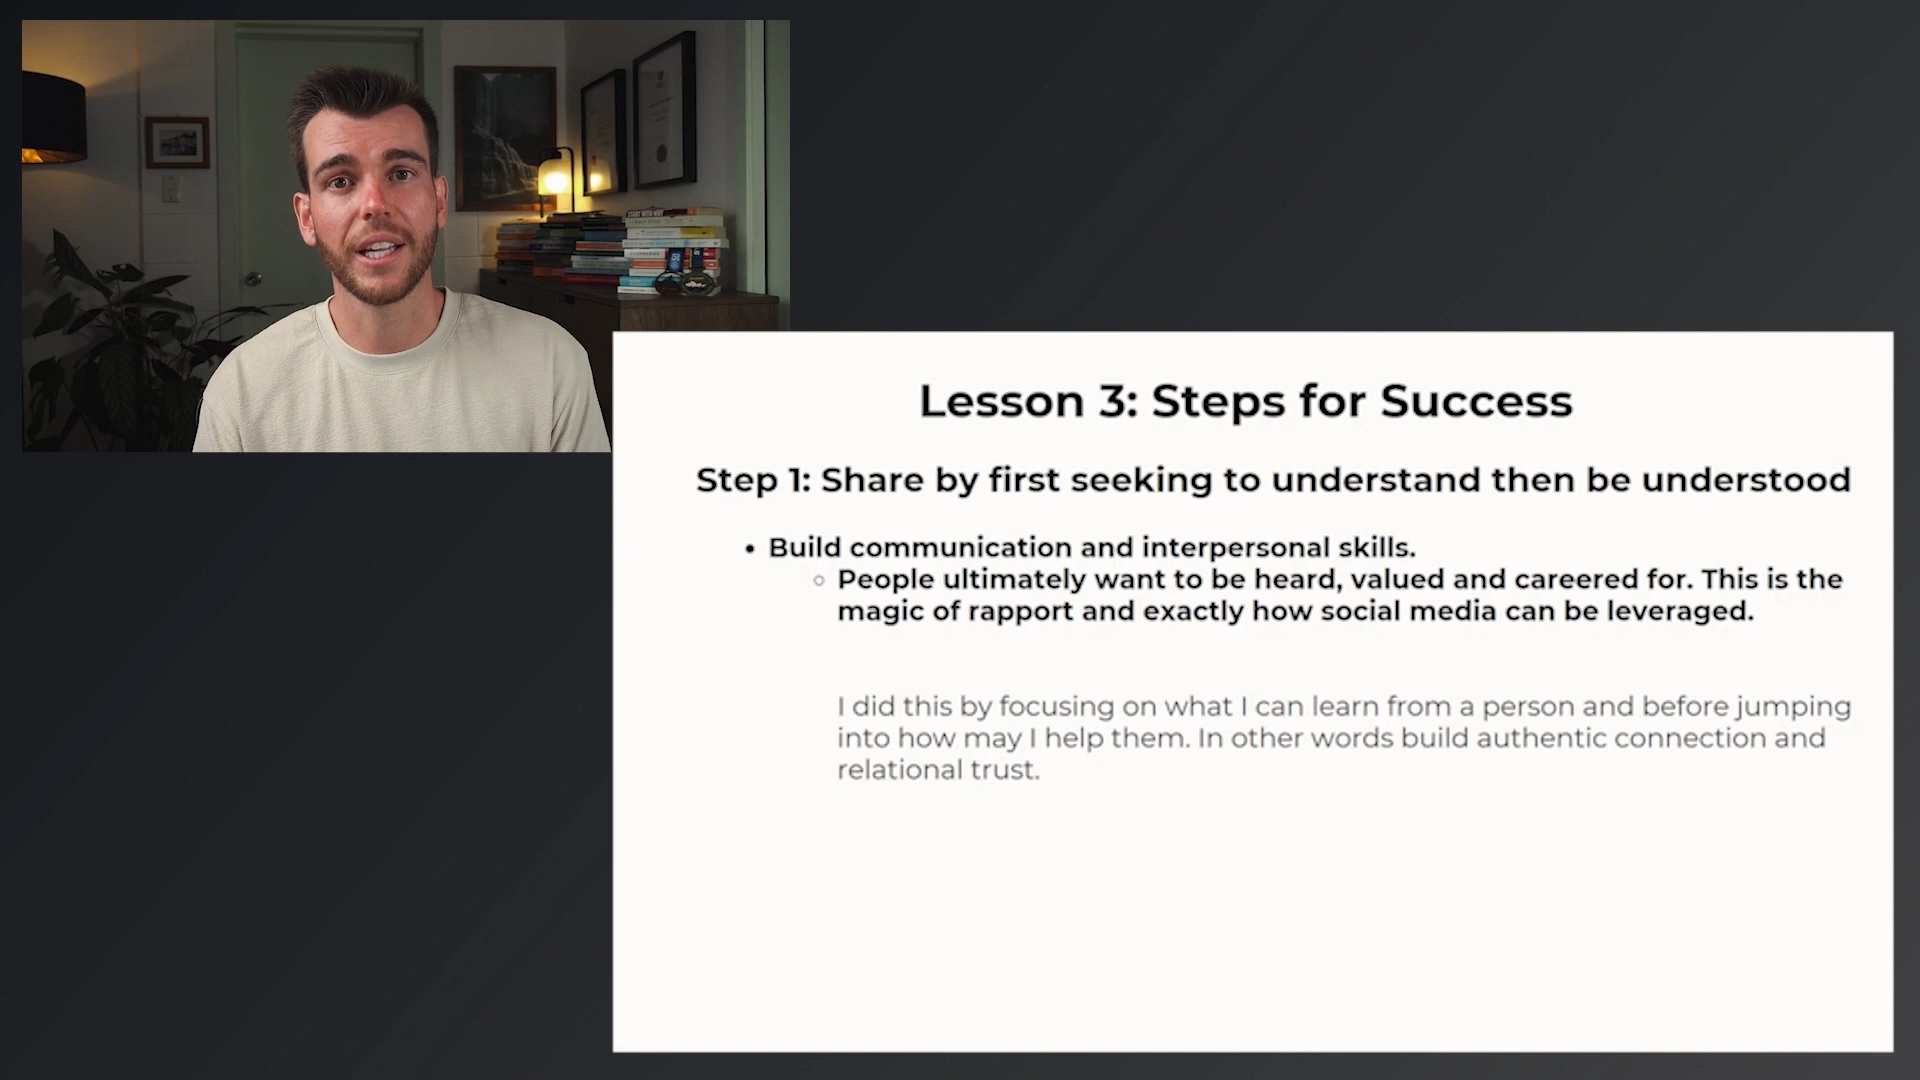 START WITH WHY
Lesson 3: Steps for Success
Step 1: Share by first seeking to understand then be understood
• Build communication and interpersonal skills.
○ People ultimately want to be heard, valued and careered for. This is the
magic of rapport and exactly how social media can be leveraged.
I did this by focusing on what I can learn from a person and before jumping
into how may I help them. In other words build authentic connection and
relational trust.